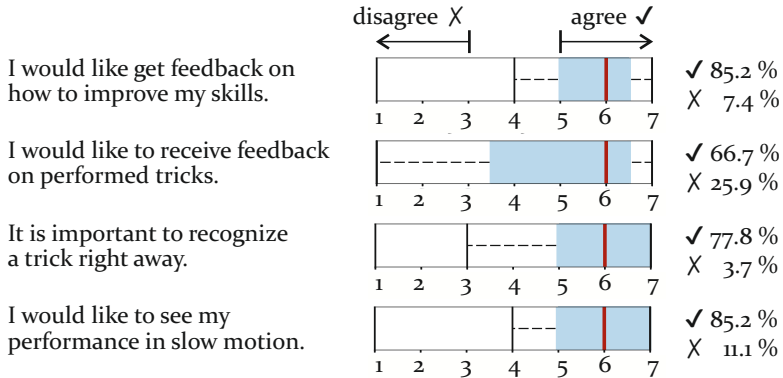 disagree ✗ agree ✓
I would like get feedback on
how to improve my skills.
✓ 85.2 %
✗ 7.4 %
1 2 3 4 5 6 7
I would like to receive feedback
on performed tricks.
✓ 66.7 %
✗ 25.9 %
1 2 3 4 5 6 7
It is important to recognize
a trick right away.
✓ 77.8 %
✗ 3.7 %
1 2 3 4 5 6 7
I would like to see my
performance in slow motion.
✓ 85.2 %
✗ 11.1 %
1 2 3 4 5 6 7